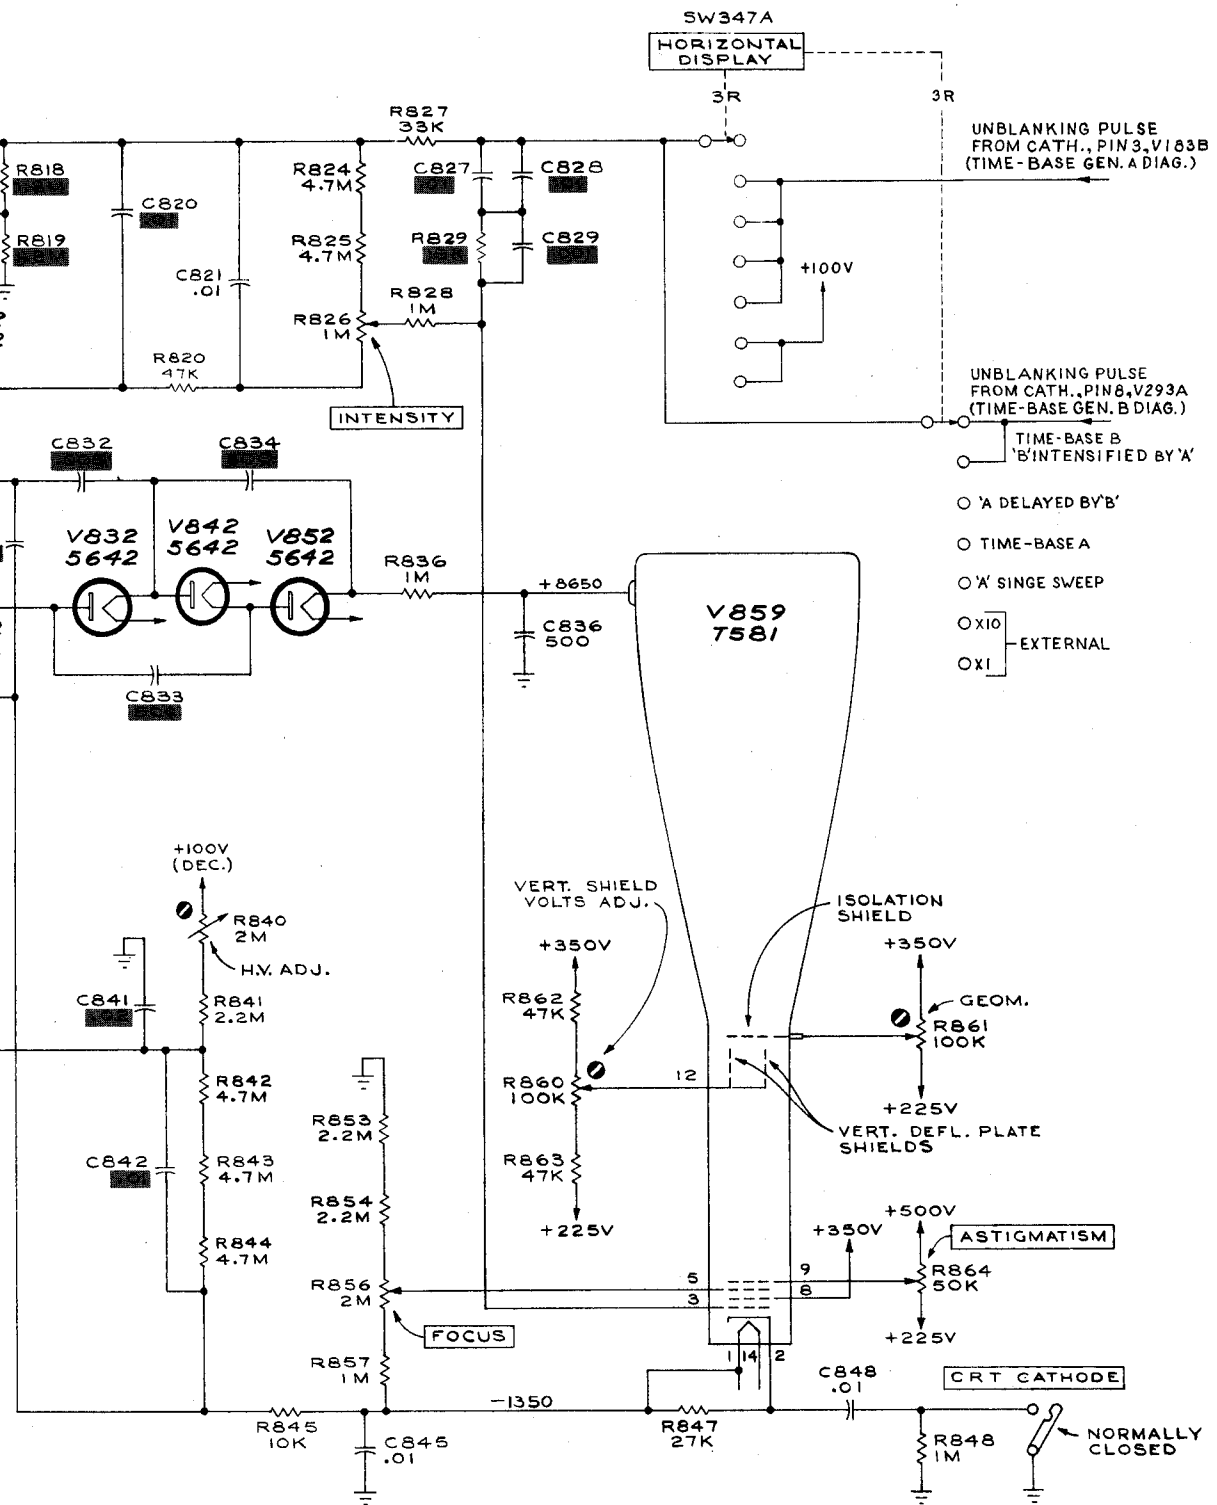 SW347A
HORIZONTAL
DISPLAY
3R
3R
R827
33K
UNBLANKING PULSE
FROM CATH., PIN 3, V183B
(TIME-BASE GEN. A DIAG.)
R818
R819
C820
C821
.01
R824
4.7M
R825
4.7M
R826
1M
C827
C828
R829
C829
R828
1M
+100V
R820
47K
INTENSITY
UNBLANKING PULSE
FROM CATH., PIN 8, V293A
(TIME-BASE GEN. B DIAG.)
TIME-BASE B
'B' INTENSIFIED BY 'A'
'A DELAYED BY 'B'
TIME-BASE A
'A' SINGE SWEEP
X10
X1
EXTERNAL
C832
C834
V832
5642
V842
5642
V852
5642
R836
1M
+8650
C836
500
C833
V859
T581
+100V
(DEC.)
R840
2M
H.V. ADJ.
C841
R841
2.2M
R842
4.7M
C842
R843
4.7M
R844
4.7M
VERT. SHIELD
VOLTS ADJ.
ISOLATION
SHIELD
+350V
R862
47K
R860
100K
12
R863
47K
+225V
+350V
GEOM.
R861
100K
+225V
VERT. DEFL. PLATE
SHIELDS
R853
2.2M
R854
2.2M
R856
2M
FOCUS
R857
1M
5
3
9
8
+350V
+500V
ASTIGMATISM
R864
50K
+225V
1
14
2
-1350
R845
10K
C845
.01
R847
27K
C848
.01
CRT CATHODE
R848
1M
NORMALLY
CLOSED